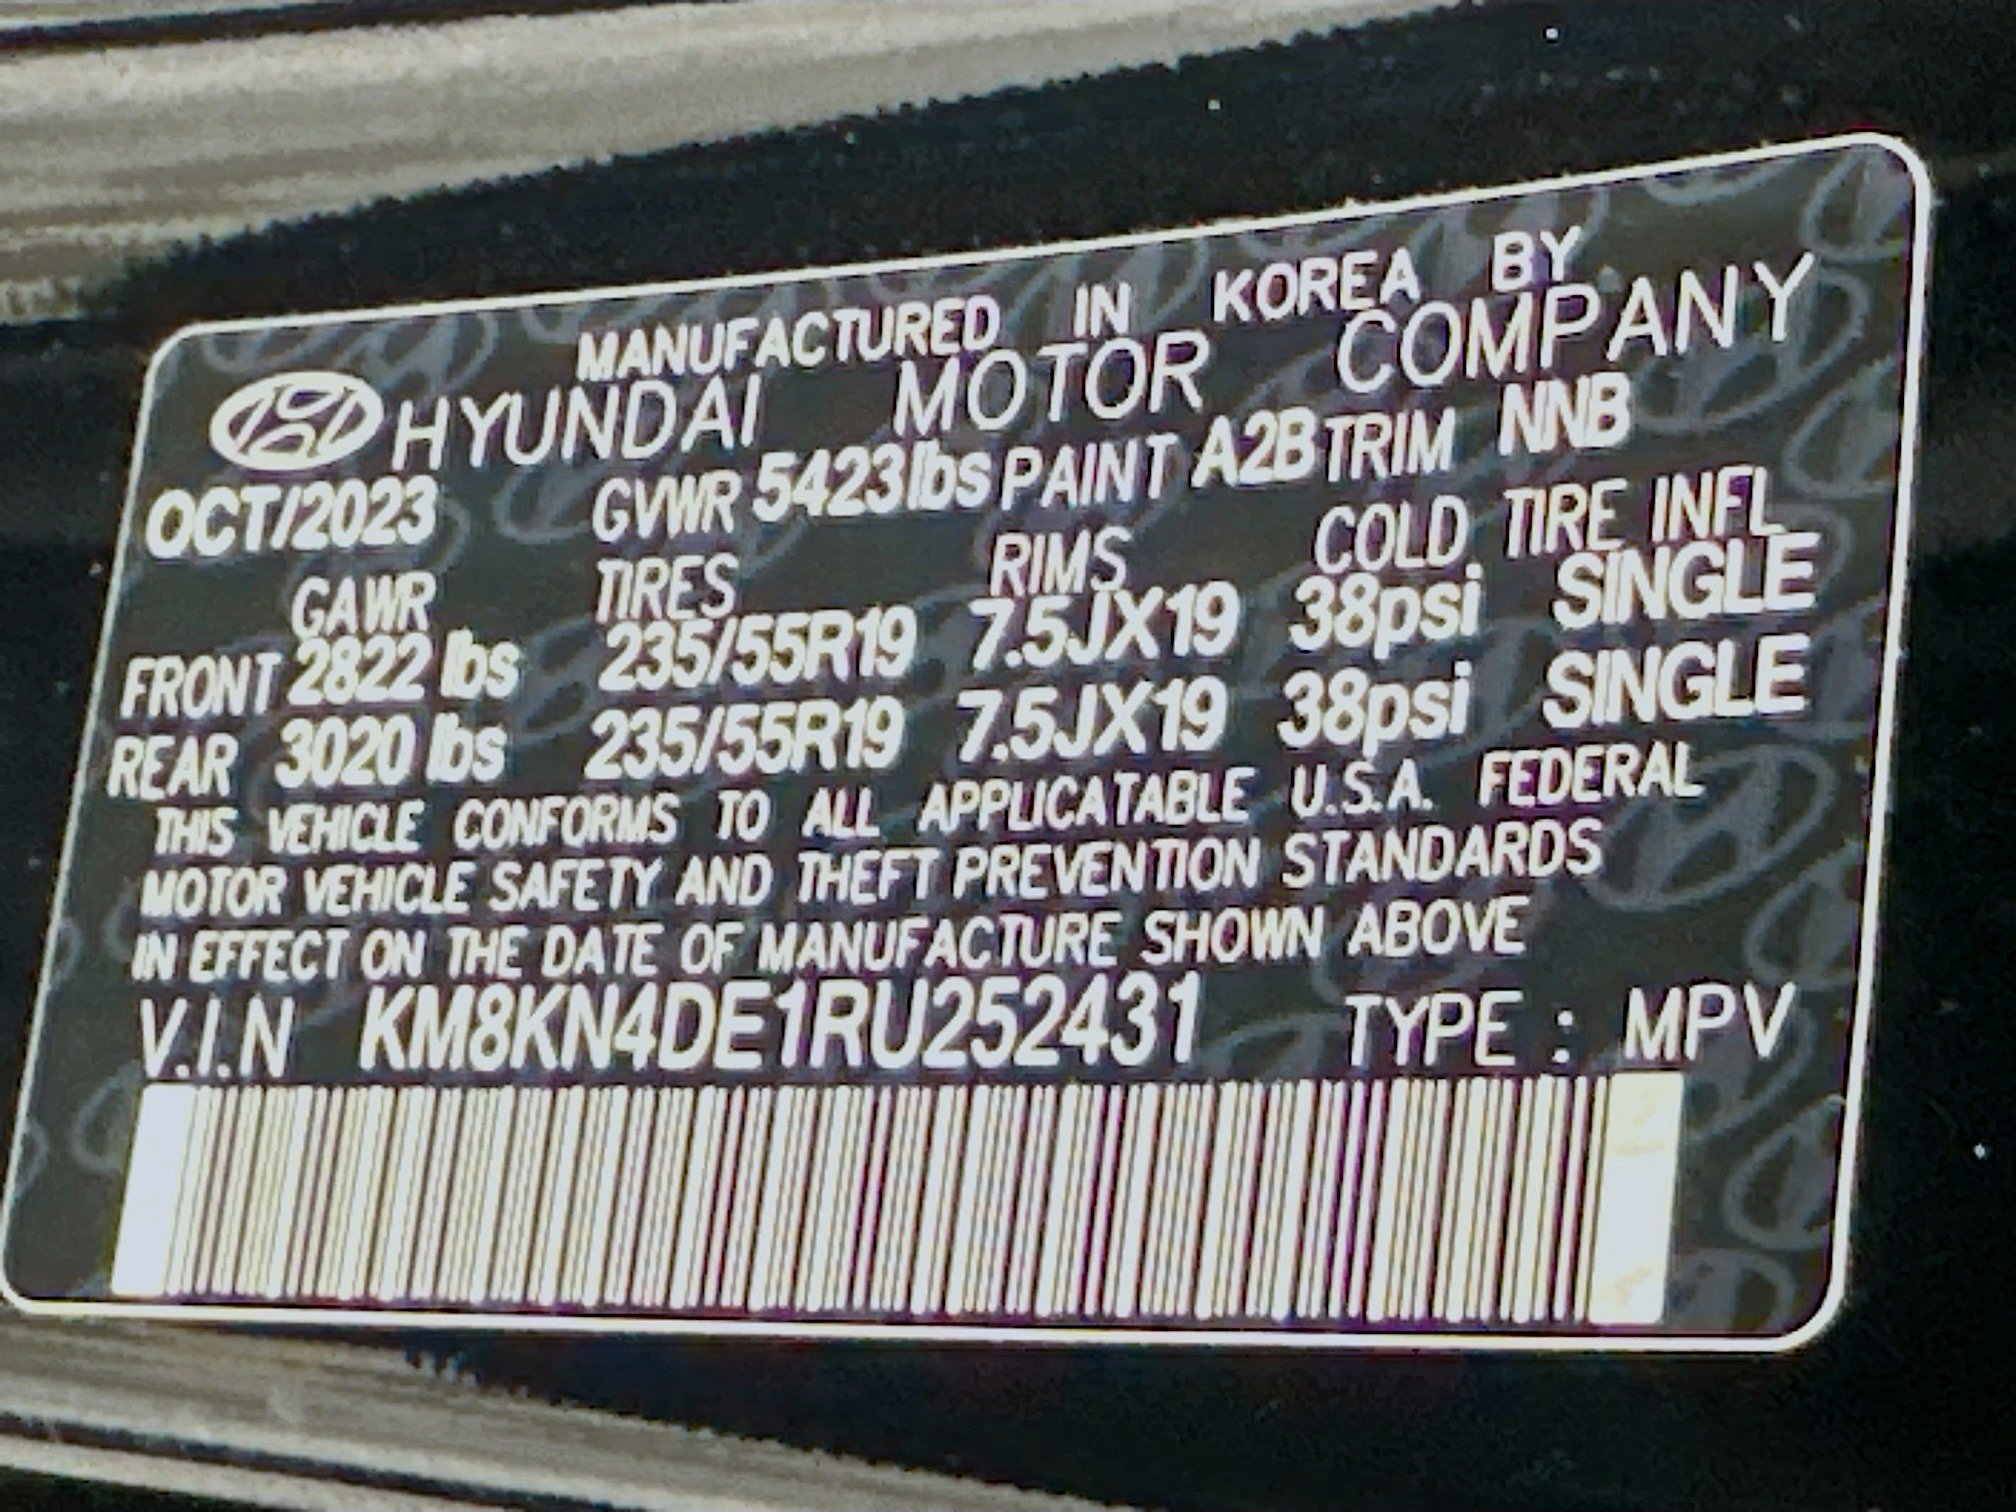 MANUFACTURED IN KOREA BY
HYUNDAI MOTOR COMPANY
OCT/2023 GVWR 5423lbs PAINT A2B TRIM NNB
GAWR TIRES RIMS COLD TIRE INFL
FRONT 2822 lbs 235/55R19 7.5JX19 38psi SINGLE
REAR 3020 lbs 235/55R19 7.5JX19 38psi SINGLE
THIS VEHICLE CONFORMS TO ALL APPLICATABLE U.S.A. FEDERAL
MOTOR VEHICLE SAFETY AND THEFT PREVENTION STANDARDS
IN EFFECT ON THE DATE OF MANUFACTURE SHOWN ABOVE
V.I.N KM8KN4DE1RU252431 TYPE : MPV